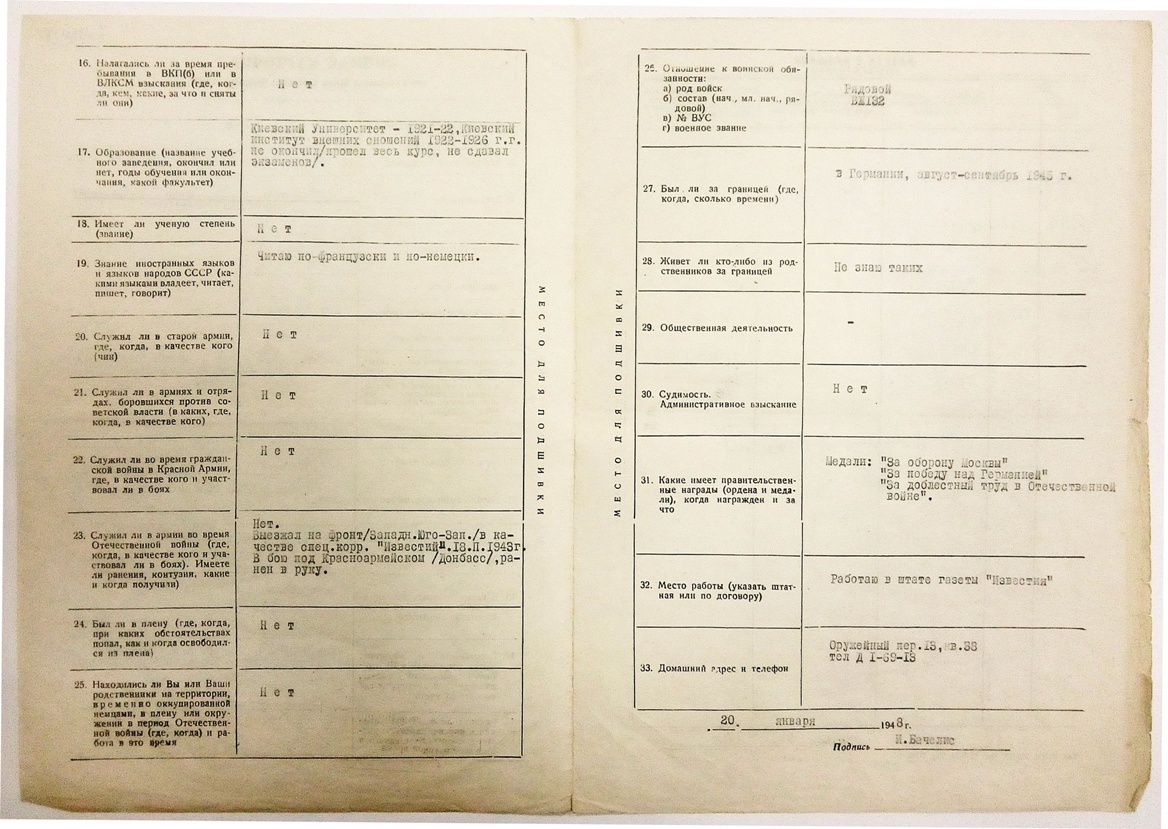 16. Налагались ли за время пре-
бывания в ВКП(б) или в
ВЛКСМ взыскания (где, ког-
да, кем, какие, за что и сняты
ли они)
Нет
17. Образование (название учеб-
ного заведения, окончил или
нет, годы обучения или окон-
чания, какой факультет)
Киевский Университет - 1921-22, Киевский
институт внешних сношений 1922-1926 г.г.
не окончил/прошел весь курс, не сдавал
экзаменов/.
18. Имеет ли ученую степень
(звание)
Нет
19. Знание иностранных языков
и языков народов СССР (ка-
кими языками владеет, читает,
пишет, говорит)
Читаю по-французски и по-немецки.
20. Служил ли в старой армии,
где, когда, в качестве кого
(чин)
Нет
21. Служил ли в армиях и отря-
дах, боровшихся против со-
ветской власти (в каких, где,
когда, в качестве кого)
Нет
22. Служил ли во время граждан-
ской войны в Красной Армии,
где, в качестве кого и участ-
вовал ли в боях
Нет
23. Служил ли в армии во время
Отечественной войны (где,
когда, в качестве кого и уча-
ствовал ли в боях). Имеете
ли ранения, контузии, какие
и когда получили)
Нет.
Выезжал на фронт/Западн.Юго-Зап./в ка-
честве спец.корр. "Известий".18.П.1943г.
В бою под Красноармейском /Донбасс/,ра-
нен в руку.
24. Был ли в плену (где, когда,
при каких обстоятельствах
попал, как и когда освободил-
ся из плена)
Нет
25. Находились ли Вы или Ваши
родственники на территории,
временно оккупированной
немцами, в плену или окру-
жении в период Отечествен-
ной войны (где, когда) и ра-
бота в это время
Нет
МЕСТО ДЛЯ ПОДШИВКИ
МЕСТО ДЛЯ ПОДШИВКИ
26. Отношение к воинской обя-
занности:
а) род войск
б) состав (нач., мл. нач., ря-
довой)
в) № ВУС
г) военное звание
Рядовой
27. Был ли за границей (где,
когда, сколько времени)
В Германии, август-сентябрь 1945 г.
28. Живет ли кто-либо из род-
ственников за границей
Не знаю таких
29. Общественная деятельность
-
30. Судимость.
Административное взыскание
Нет
31. Какие имеет правительствен-
ные награды (ордена и меда-
ли), когда награжден и за
что
Медали: "За оборону Москвы"
"За победу над Германией"
"За доблестный труд в Отечественной
войне".
32. Место работы (указать штат-
ная или по договору)
Работаю в штате газеты "Известия"
33. Домашний адрес и телефон
Оружейный пер.13,кв.38
тел Д 1-69-13
20. января 1948 г.
Подпись И.Бачелис